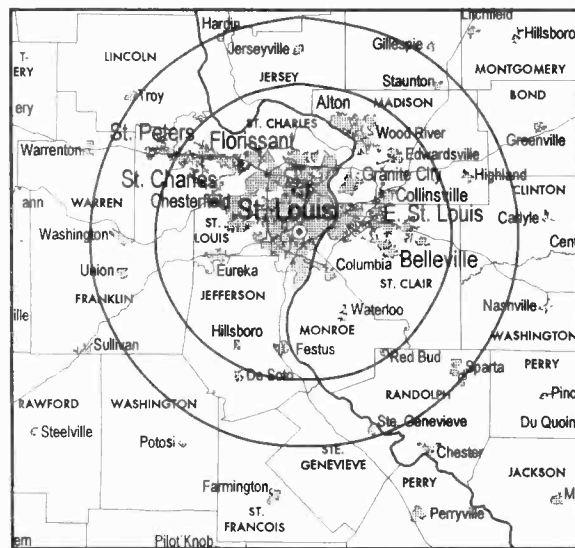 Hardin
Litchfield
Hillsboro
Jerseyville
Gillespie
LINCOLN
JERSEY
MONTGOMERY
T-
ERY
Staunton
BOND
Troy
Alton
MADISON
ery
ST. CHARLES
St. Peters
Florissant
Wood River
Greenville
Warrenton
Edwardsville
St. Charles
Granite City
Highland
CLINTON
Chesterfield
Collinsville
ann
WARREN
St. Louis
E. St. Louis
Carlyle
Washington
ST.
LOUIS
Belleville
Cent
Union
Eureka
Columbia
ST. CLAIR
FRANKLIN
JEFFERSON
Waterloo
Nashville
ille
MONROE
Hillsboro
WASHINGTON
Sullivan
Festus
Red Bud
PERRY
De Soto
Sparta
RAWFORD
WASHINGTON
RANDOLPH
Pinc
Steelville
Ste. Genevieve
Du Quoin
Potosi
STE.
GENEVIEVE
Chester
PERRY
JACKSON
Farmington
M
ST.
FRANCOIS
Perryville
em
Pilot Knob